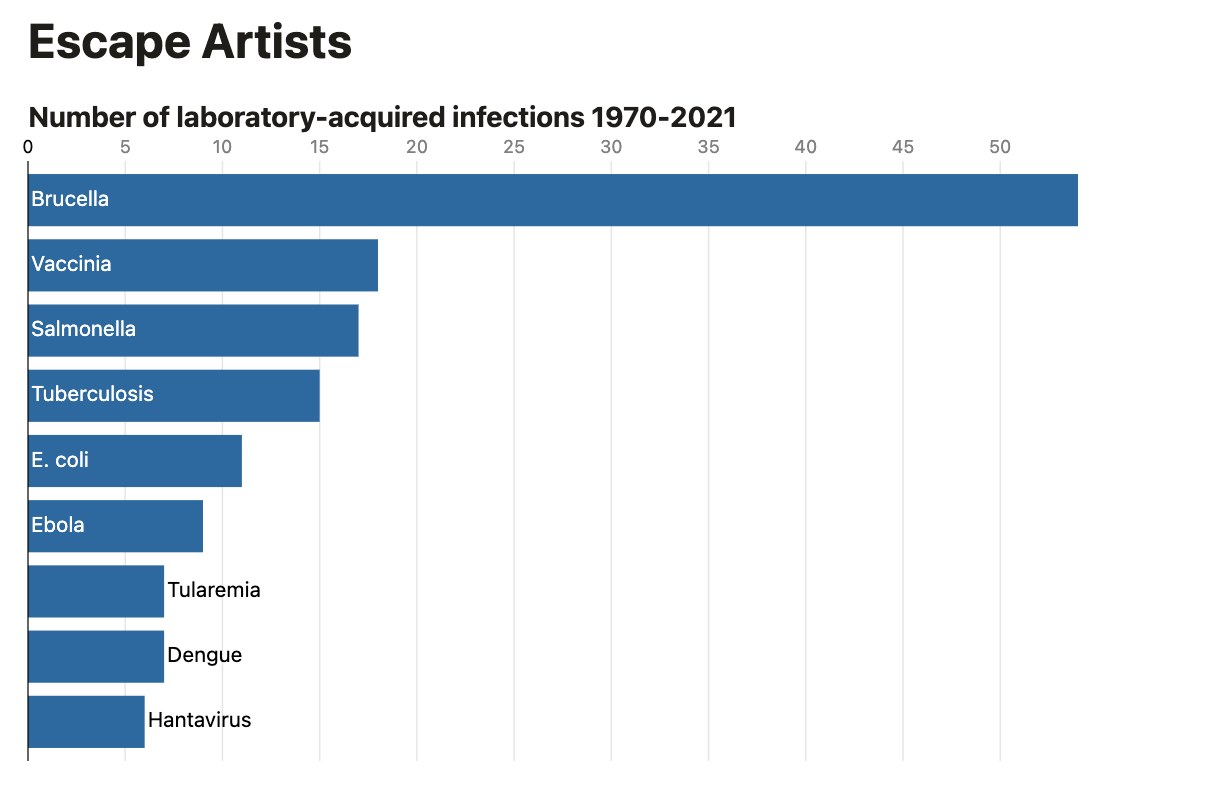 Escape Artists
Number of laboratory-acquired infections 1970-2021
0 5 10 15 20 25 30 35 40 45 50
Brucella
Vaccinia
Salmonella
Tuberculosis
E. coli
Ebola
Tularemia
Dengue
Hantavirus